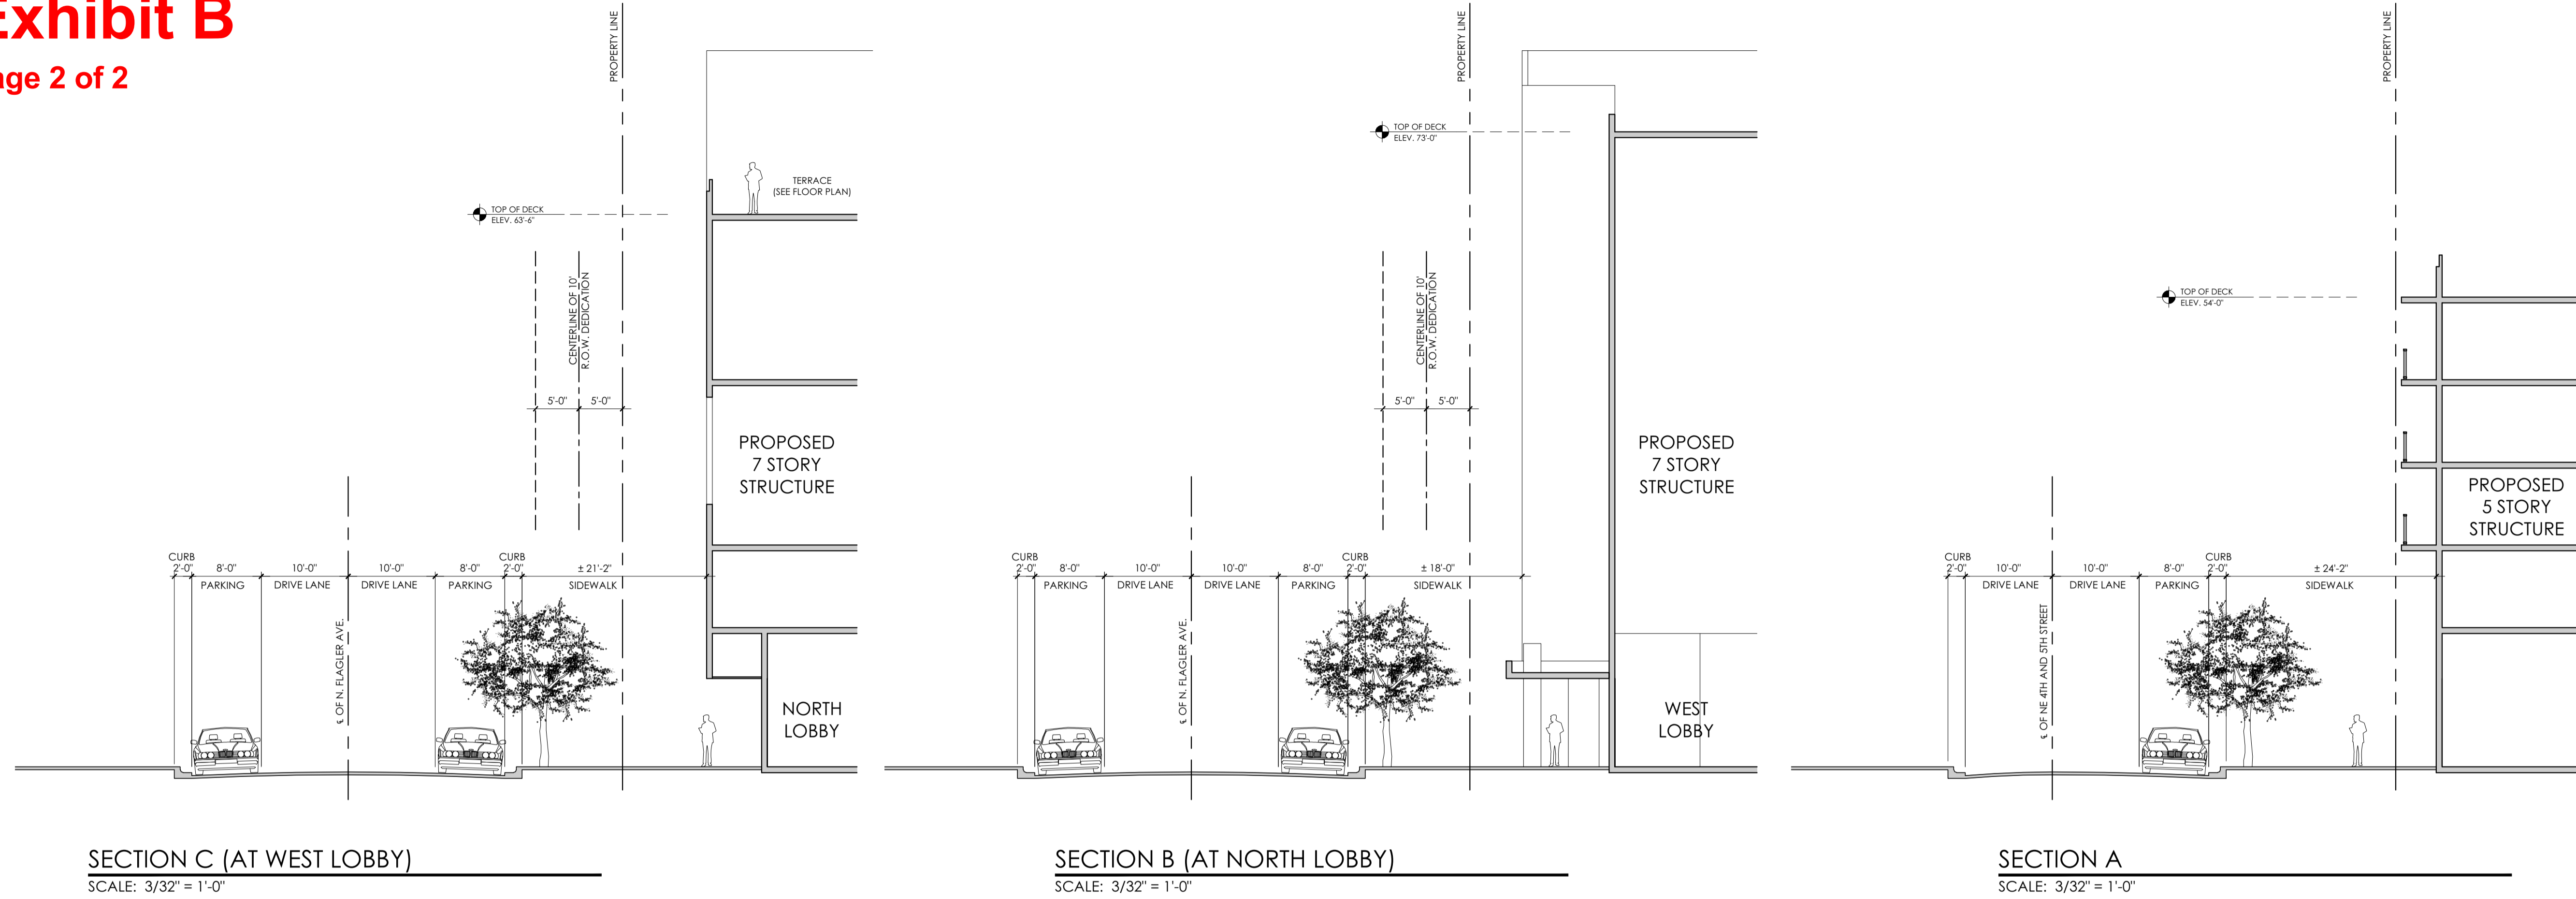 xhibit B
ge 2 of 2
PROPERTY LINE
TERRACE
(SEE FLOOR PLAN)
TOP OF DECK
ELEV. 63'-6"
CENTERLINE OF 10'
R.O.W. DEDICATION
5'-0" 5'-0"
PROPOSED
7 STORY
STRUCTURE
CURB CURB
2'-0" 8'-0" 10'-0" 10'-0" 8'-0" 2'-0" ± 21'-2"
PARKING DRIVE LANE DRIVE LANE PARKING SIDEWALK
℄ OF N. FLAGLER AVE.
NORTH
LOBBY
SECTION C (AT WEST LOBBY)
SCALE: 3/32" = 1'-0"
PROPERTY LINE
TOP OF DECK
ELEV. 73'-0"
CENTERLINE OF 10'
R.O.W. DEDICATION
5'-0" 5'-0"
PROPOSED
7 STORY
STRUCTURE
CURB CURB
2'-0" 8'-0" 10'-0" 10'-0" 8'-0" 2'-0" ± 18'-0"
PARKING DRIVE LANE DRIVE LANE PARKING SIDEWALK
℄ OF N. FLAGLER AVE.
WEST
LOBBY
SECTION B (AT NORTH LOBBY)
SCALE: 3/32" = 1'-0"
PROPERTY LINE
TOP OF DECK
ELEV. 54'-0"
PROPOSED
5 STORY
STRUCTURE
CURB CURB
2'-0" 10'-0" 10'-0" 8'-0" 2'-0" ± 24'-2"
DRIVE LANE DRIVE LANE PARKING SIDEWALK
℄ OF NE 4TH AND 5TH STREET
SECTION A
SCALE: 3/32" = 1'-0"